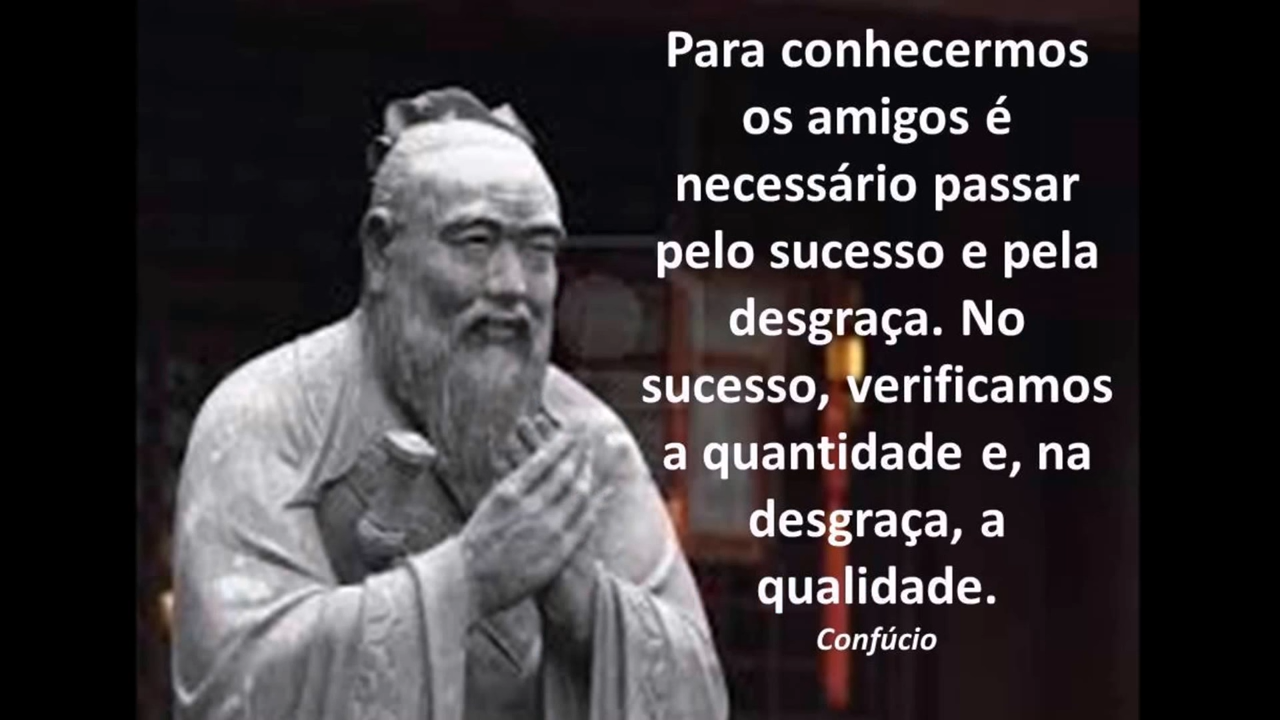 Para conhecermos
os amigos é
necessário passar
pelo sucesso e pela
desgraça. No
sucesso, verificamos
a quantidade e, na
desgraça, a
qualidade.
Confúcio